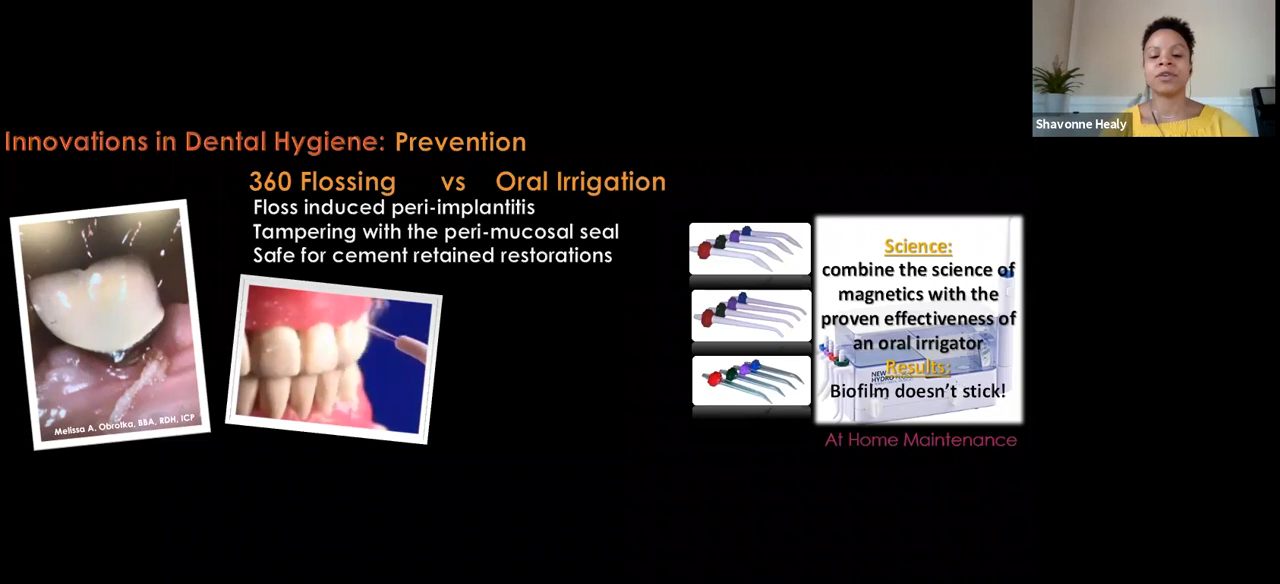 Innovations in Dental Hygiene: Prevention
360 Flossing vs Oral Irrigation
Floss induced peri-implantitis
Tampering with the peri-mucosal seal
Safe for cement retained restorations
Melissa A. Obrotka, BBA, RDH, ICP
Science:
combine the science of
magnetics with the
proven effectiveness of
an oral irrigator
Results:
NEW
HYDRO
Biofilm doesn't stick!
At Home Maintenance
Shavonne Healy